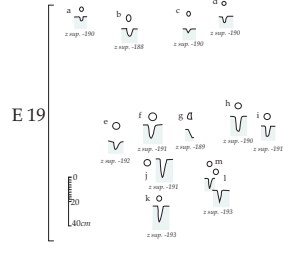 a
b
c
d
z sup. -190
z sup. -188
z sup. -190
z sup. -190
E 19
e
f
g
h
i
z sup. -192
z sup. -191
z sup. -189
z sup. -191
z sup. -191
j
z sup. -191
m
l
z sup. -193
k
z sup. -193
0
20
40cm